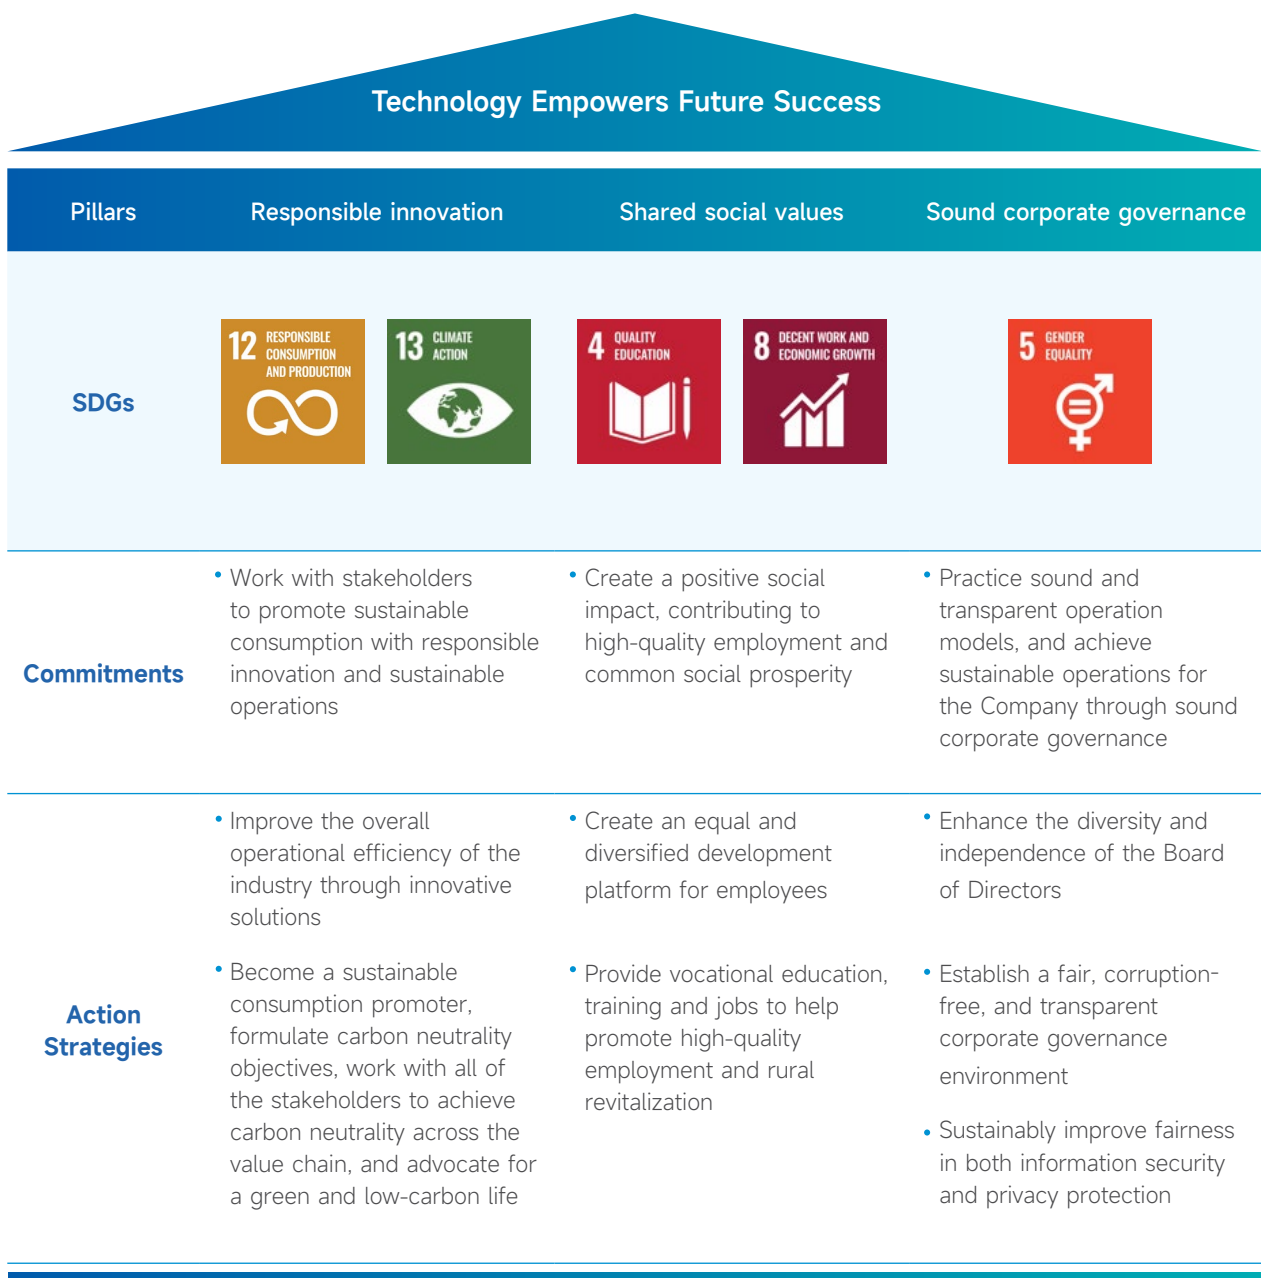 Technology Empowers Future Success
Pillars
Responsible innovation
Shared social values
Sound corporate governance
SDGs
12 RESPONSIBLE
CONSUMPTION
AND PRODUCTION
13 CLIMATE
ACTION
4 QUALITY
EDUCATION
8 DECENT WORK AND
ECONOMIC GROWTH
5 GENDER
EQUALITY
Commitments
• Work with stakeholders
to promote sustainable
consumption with responsible
innovation and sustainable
operations
• Create a positive social
impact, contributing to
high-quality employment and
common social prosperity
• Practice sound and
transparent operation
models, and achieve
sustainable operations for
the Company through sound
corporate governance
Action
Strategies
• Improve the overall
operational efficiency of the
industry through innovative
solutions
• Become a sustainable
consumption promoter,
formulate carbon neutrality
objectives, work with all of
the stakeholders to achieve
carbon neutrality across the
value chain, and advocate for
a green and low-carbon life
• Create an equal and
diversified development
platform for employees
• Provide vocational education,
training and jobs to help
promote high-quality
employment and rural
revitalization
• Enhance the diversity and
independence of the Board
of Directors
• Establish a fair, corruption-
free, and transparent
corporate governance
environment
• Sustainably improve fairness
in both information security
and privacy protection